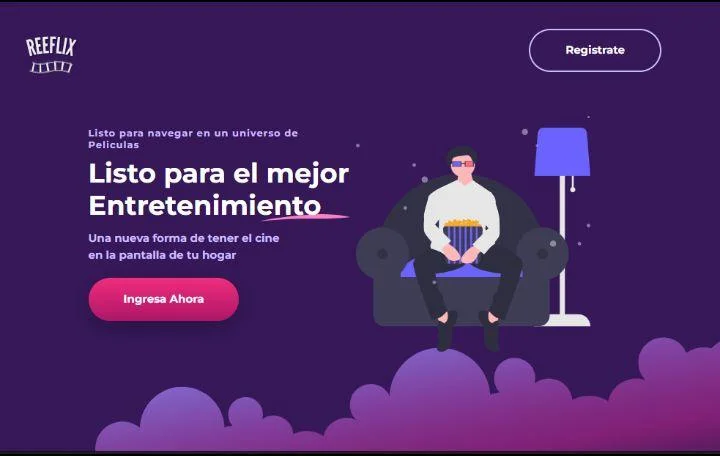 REEFLIX
Registrate
Listo para navegar en un universo de
Peliculas
Listo para el mejor
Entretenimiento
Una nueva forma de tener el cine
en la pantalla de tu hogar
Ingresa Ahora